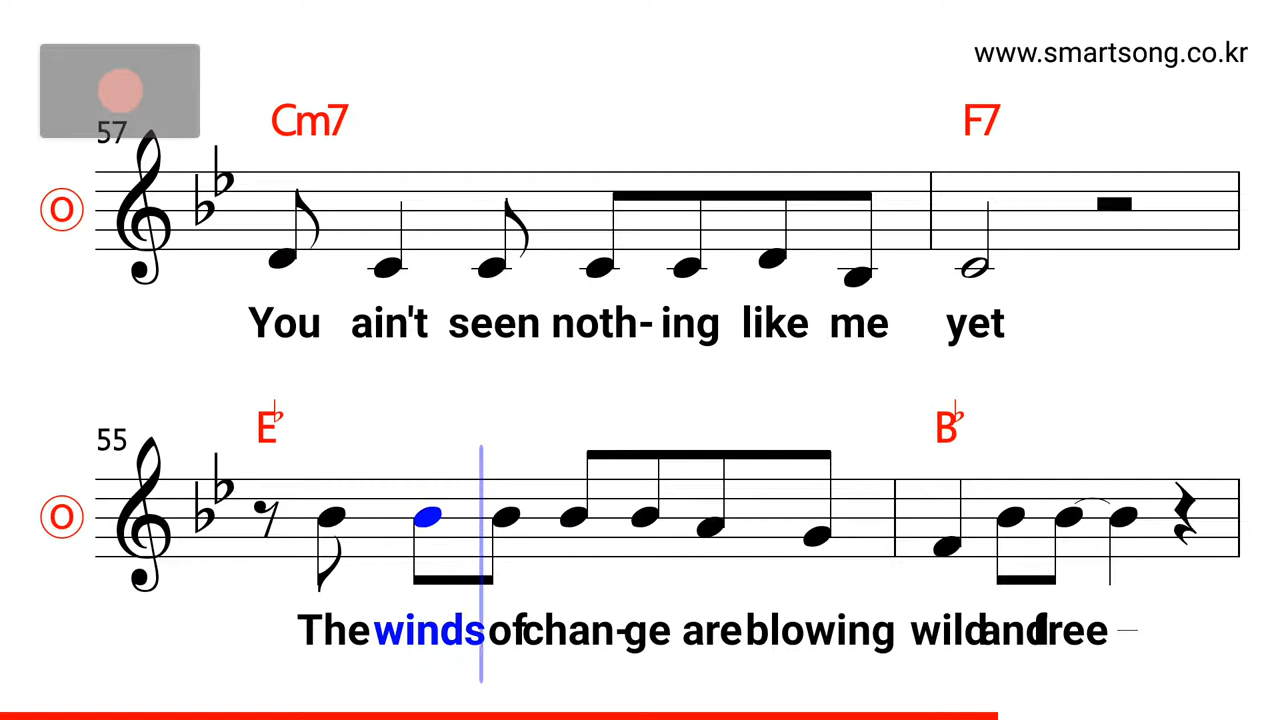 www.smartsong.co.kr
57
Cm7 F7
O
You ain't seen noth- ing like me yet
E♭ B♭
55
O
The winds of chan- ge are blowing wild and free